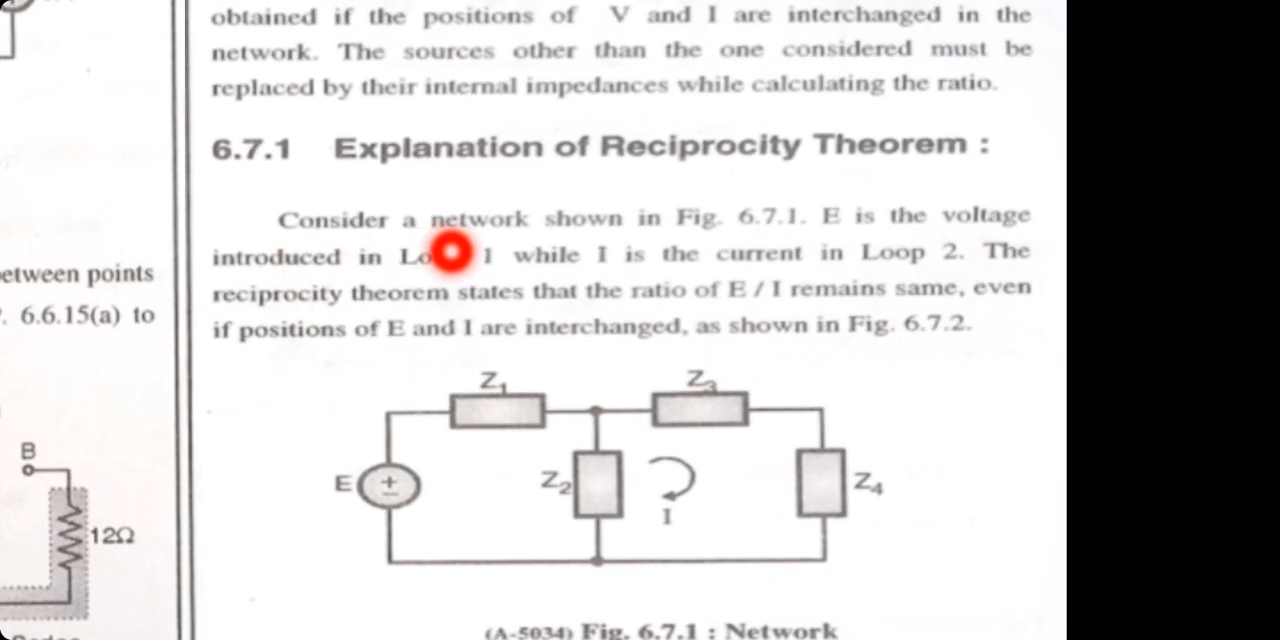 obtained if the positions of V and I are interchanged in the
network. The sources other than the one considered must be
replaced by their internal impedances while calculating the ratio.
6.7.1 Explanation of Reciprocity Theorem :
Consider a network shown in Fig. 6.7.1. E is the voltage
introduced in 1 while I is the current in Loop 2. The
reciprocity theorem states that the ratio of E / I remains same, even
if positions of E and I are interchanged, as shown in Fig. 6.7.2.
Z1 Z3
E + Z2 I Z4
(A-5034) Fig. 6.7.1 : Network
between points
6.6.15(a) to
B
12Ω